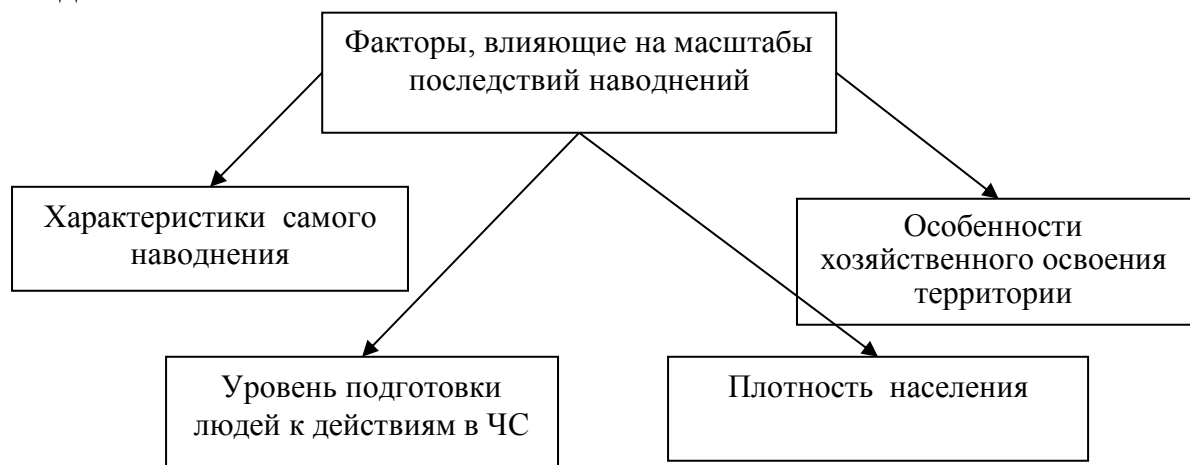 Факторы, влияющие на масштабы
последствий наводнений
Характеристики самого
наводнения
Особенности
хозяйственного освоения
территории
Уровень подготовки
людей к действиям в ЧС
Плотность населения